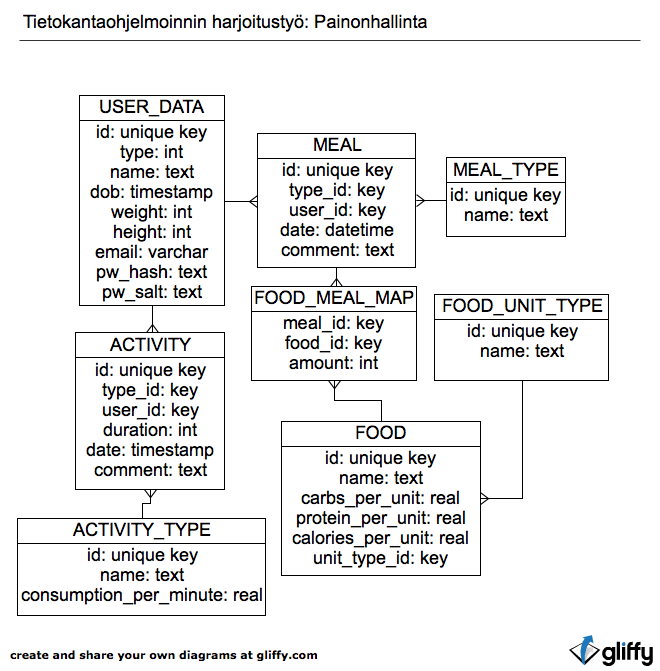 Tietokantaohjelmoinnin harjoitustyö: Painonhallinta
USER_DATA
id: unique key
type: int
name: text
dob: timestamp
weight: int
height: int
email: varchar
pw_hash: text
pw_salt: text
MEAL
id: unique key
type_id: key
user_id: key
date: datetime
comment: text
MEAL_TYPE
id: unique key
name: text
FOOD_MEAL_MAP
meal_id: key
food_id: key
amount: int
FOOD_UNIT_TYPE
id: unique key
name: text
ACTIVITY
id: unique key
type_id: key
user_id: key
duration: int
date: timestamp
comment: text
FOOD
id: unique key
name: text
carbs_per_unit: real
protein_per_unit: real
calories_per_unit: real
unit_type_id: key
ACTIVITY_TYPE
id: unique key
name: text
consumption_per_minute: real
create and share your own diagrams at gliffy.com
gliffy